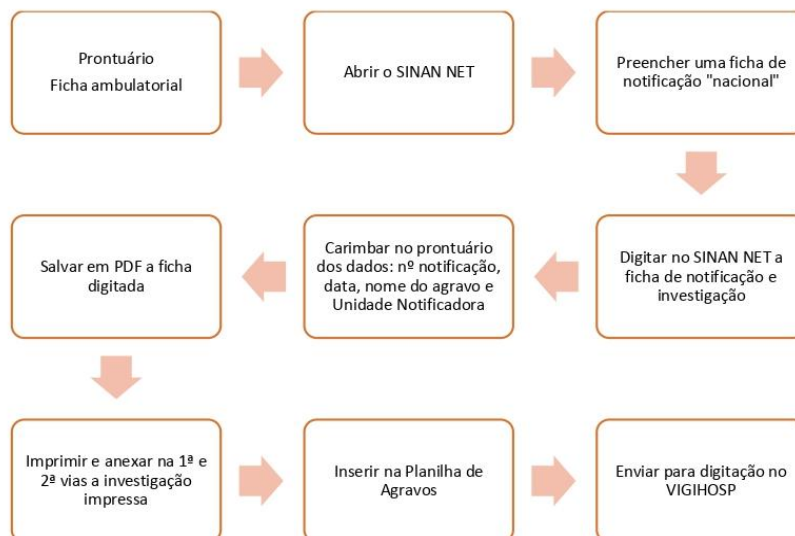 Prontuário
Ficha ambulatorial
Abrir o SINAN NET
Preencher uma ficha de
notificação "nacional"
Digitar no SINAN NET a
ficha de notificação e
investigação
Carimbar no prontuário
dos dados: nº notificação,
data, nome do agravo e
Unidade Notificadora
Salvar em PDF a ficha
digitada
Imprimir e anexar na 1ª e
2ª vias a investigação
impressa
Inserir na Planilha de
Agravos
Enviar para digitação no
VIGIHOSP